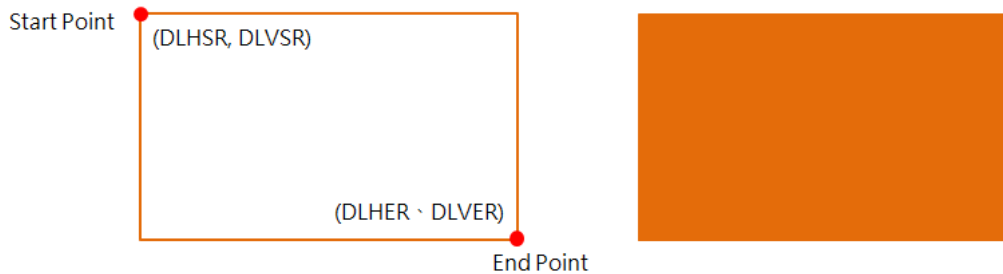 Start Point
(DLHSR, DLVSR)
(DLHER、DLVER)
End Point